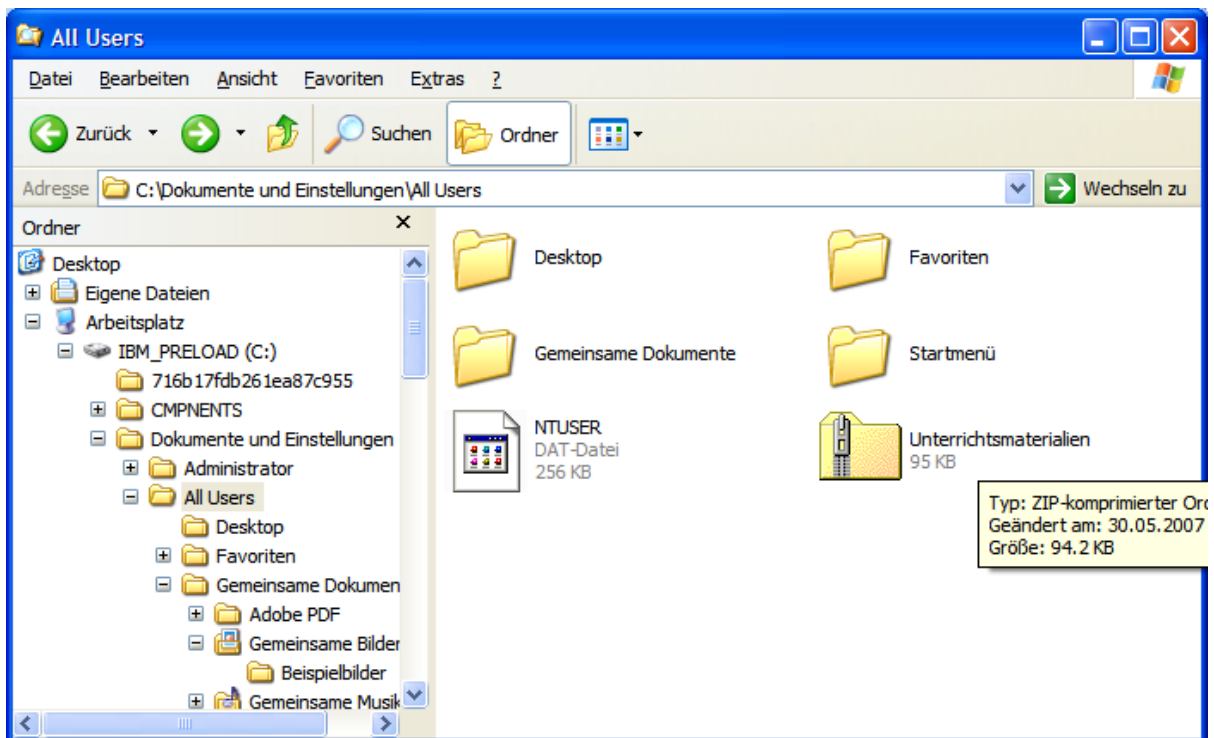 All Users
Datei Bearbeiten Ansicht Favoriten Extras ?
Zurück Suchen Ordner
Adresse C:\Dokumente und Einstellungen\All Users Wechseln zu
Ordner
Desktop
Eigene Dateien
Arbeitsplatz
IBM_PRELOAD (C:)
716b17fdb261ea87c955
CMPNENTS
Dokumente und Einstellungen
Administrator
All Users
Desktop
Favoriten
Gemeinsame Dokumen
Adobe PDF
Gemeinsame Bilder
Beispielbilder
Gemeinsame Musik
Desktop
Favoriten
Gemeinsame Dokumente
Startmenü
NTUSER
DAT-Datei
256 KB
Unterrichtsmaterialien
95 KB
Typ: ZIP-komprimierter Ord
Geändert am: 30.05.2007
Größe: 94.2 KB